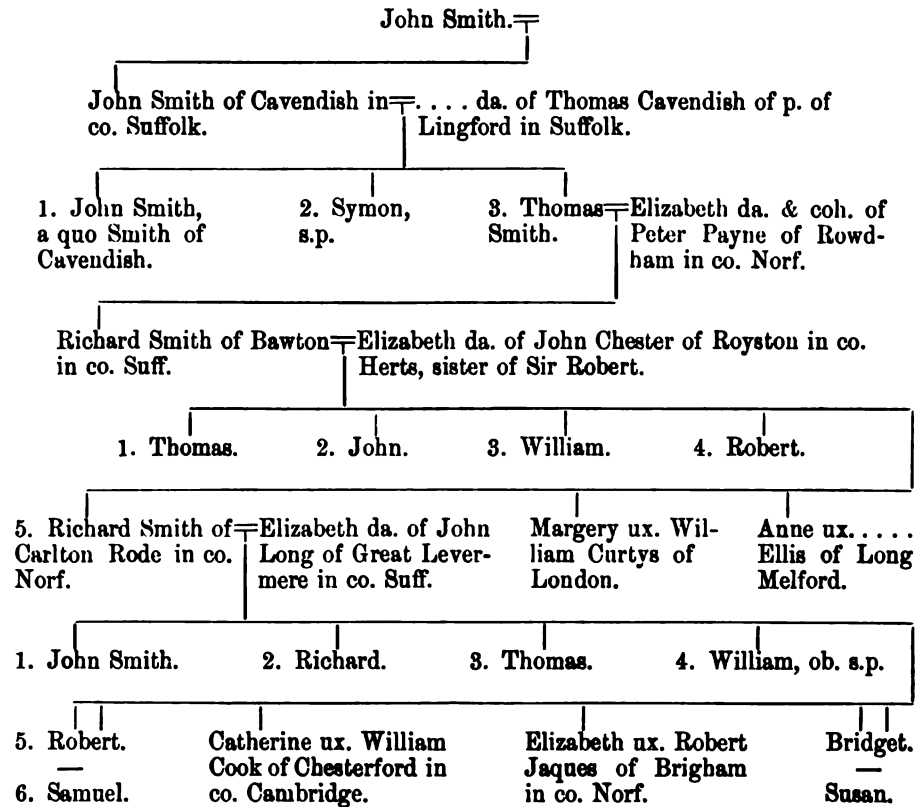 John Smith.
John Smith of Cavendish in
co. Suffolk.
. . . . da. of Thomas Cavendish of p. of
Lingford in Suffolk.
1. John Smith,
a quo Smith of
Cavendish.
2. Symon,
s.p.
3. Thomas
Smith.
Elizabeth da. & coh. of
Peter Payne of Rowd-
ham in co. Norf.
Richard Smith of Bawton
in co. Suff.
Elizabeth da. of John Chester of Royston in co.
Herts, sister of Sir Robert.
1. Thomas.
2. John.
3. William.
4. Robert.
5. Richard Smith of
Carlton Rode in co.
Norf.
Elizabeth da. of John
Long of Great Lever-
mere in co. Suff.
Margery ux. Wil-
liam Curtys of
London.
Anne ux. . . . .
Ellis of Long
Melford.
1. John Smith.
2. Richard.
3. Thomas.
4. William, ob. s.p.
5. Robert.
—
6. Samuel.
Catherine ux. William
Cook of Chesterford in
co. Cambridge.
Elizabeth ux. Robert
Jaques of Brigham
in co. Norf.
Bridget.
—
Susan.